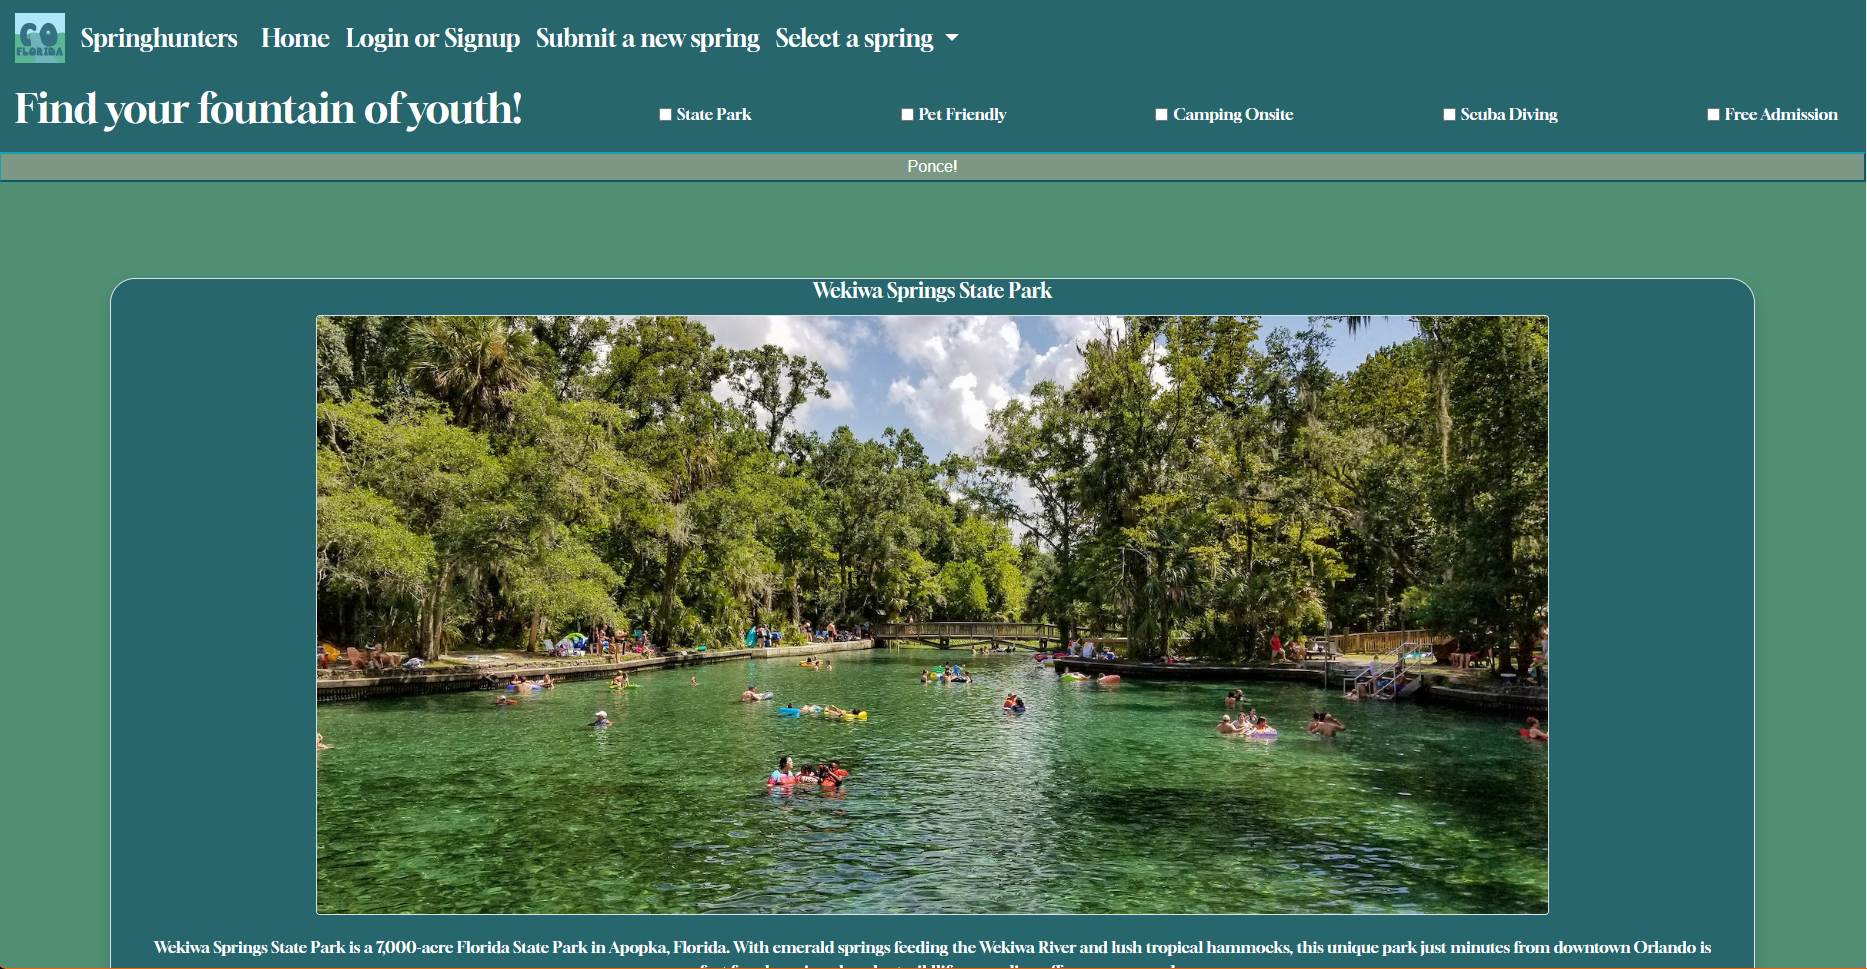 GO
FLORIDA
Springhunters Home Login or Signup Submit a new spring Select a spring
Find your fountain of youth!
State Park
Pet Friendly
Camping Onsite
Scuba Diving
Free Admission
Ponce!
Wekiwa Springs State Park
Wekiwa Springs State Park is a 7,000-acre Florida State Park in Apopka, Florida. With emerald springs feeding the Wekiwa River and lush tropical hammocks, this unique park just minutes from downtown Orlando is